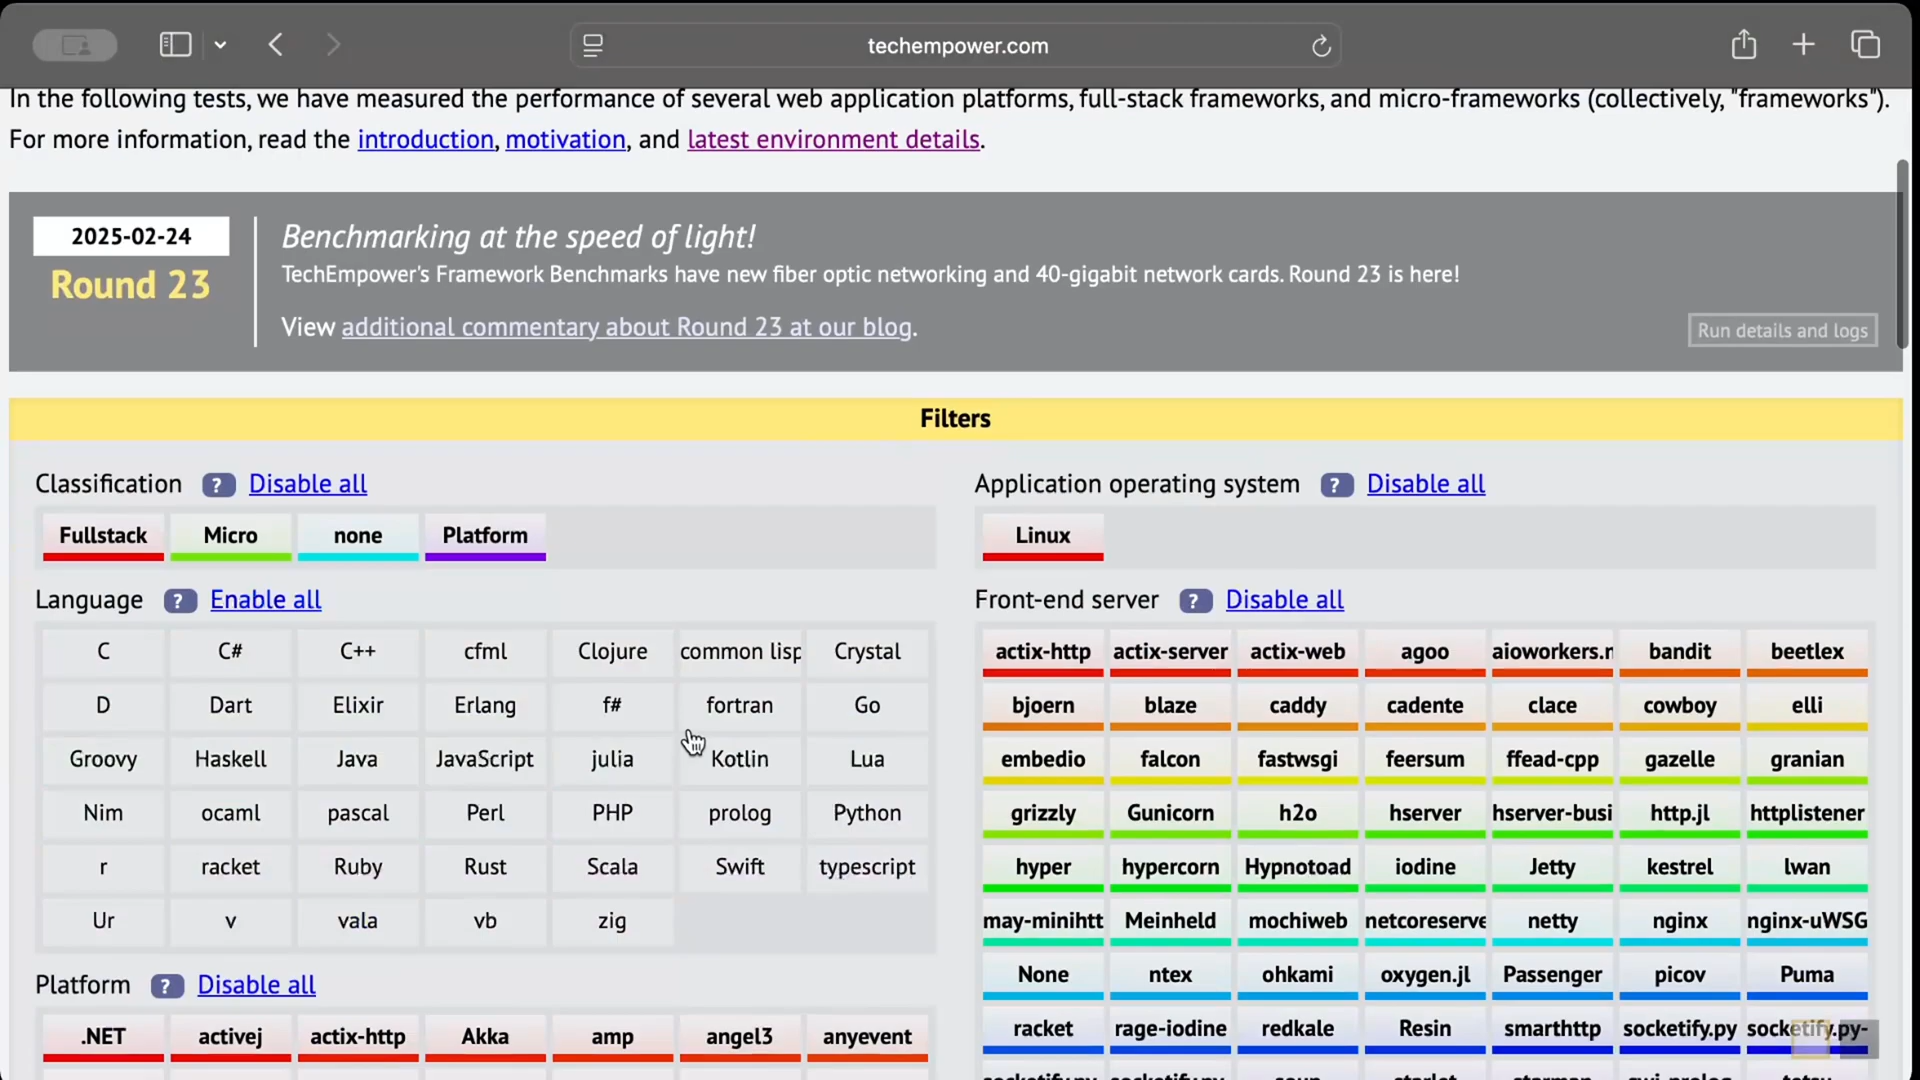 techempower.com
In the following tests, we have measured the performance of several web application platforms, full-stack frameworks, and micro-frameworks (collectively, "frameworks").
For more information, read the introduction, motivation, and latest environment details.
2025-02-24
Round 23
Benchmarking at the speed of light!
TechEmpower's Framework Benchmarks have new fiber optic networking and 40-gigabit network cards. Round 23 is here!
View additional commentary about Round 23 at our blog.
Run details and logs
Filters
Classification ? Disable all
Fullstack Micro none Platform
Language ? Enable all
C C# C++ cfml Clojure common lisp Crystal
D Dart Elixir Erlang f# fortran Go
Groovy Haskell Java JavaScript julia Kotlin Lua
Nim ocaml pascal Perl PHP prolog Python
r racket Ruby Rust Scala Swift typescript
Ur v vala vb zig
Platform ? Disable all
.NET activej actix-http Akka amp angel3 anyevent
Application operating system ? Disable all
Linux
Front-end server ? Disable all
actix-http actix-server actix-web agoo aioworkers.n bandit beetlex
bjoern blaze caddy cadente clace cowboy elli
embedio falcon fastwsgi feersum ffead-cpp gazelle granian
grizzly Gunicorn h2o hserver hserver-busi http.jl httplistener
hyper hypercorn Hypnotoad iodine Jetty kestrel lwan
may-minihtt Meinheld mochiweb netcoreserve netty nginx nginx-uWSG
None ntex ohkami oxygen.jl Passenger picov Puma
racket rage-iodine redkale Resin smarthttp socketify.py socketify.py-